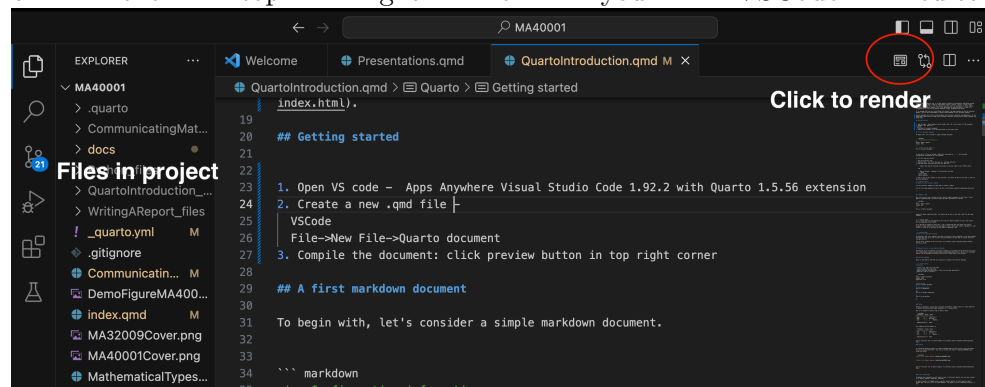 MA40001
EXPLORER
Welcome
Presentations.qmd
QuartoIntroduction.qmd M
MA40001
QuartoIntroduction.qmd > Quarto > Getting started
Click to render
> .quarto
> CommunicatingMat...
> docs
Files in project
> QuartoIntroduction_...
> WritingAReport_files
! _quarto.yml M
.gitignore
Communicatin... M
DemoFigureMA400...
index.qmd M
MA32009Cover.png
MA40001Cover.png
MathematicalTypes...
21
index.html).
19
20 ## Getting started
21
22
23 1. Open VS code – Apps Anywhere Visual Studio Code 1.92.2 with Quarto 1.5.56 extension
24 2. Create a new .qmd file –
25 VSCode
26 File->New File->Quarto document
27 3. Compile the document: click preview button in top right corner
28
29 ## A first markdown document
30
31 To begin with, let's consider a simple markdown document.
32
33
34 ``` markdown